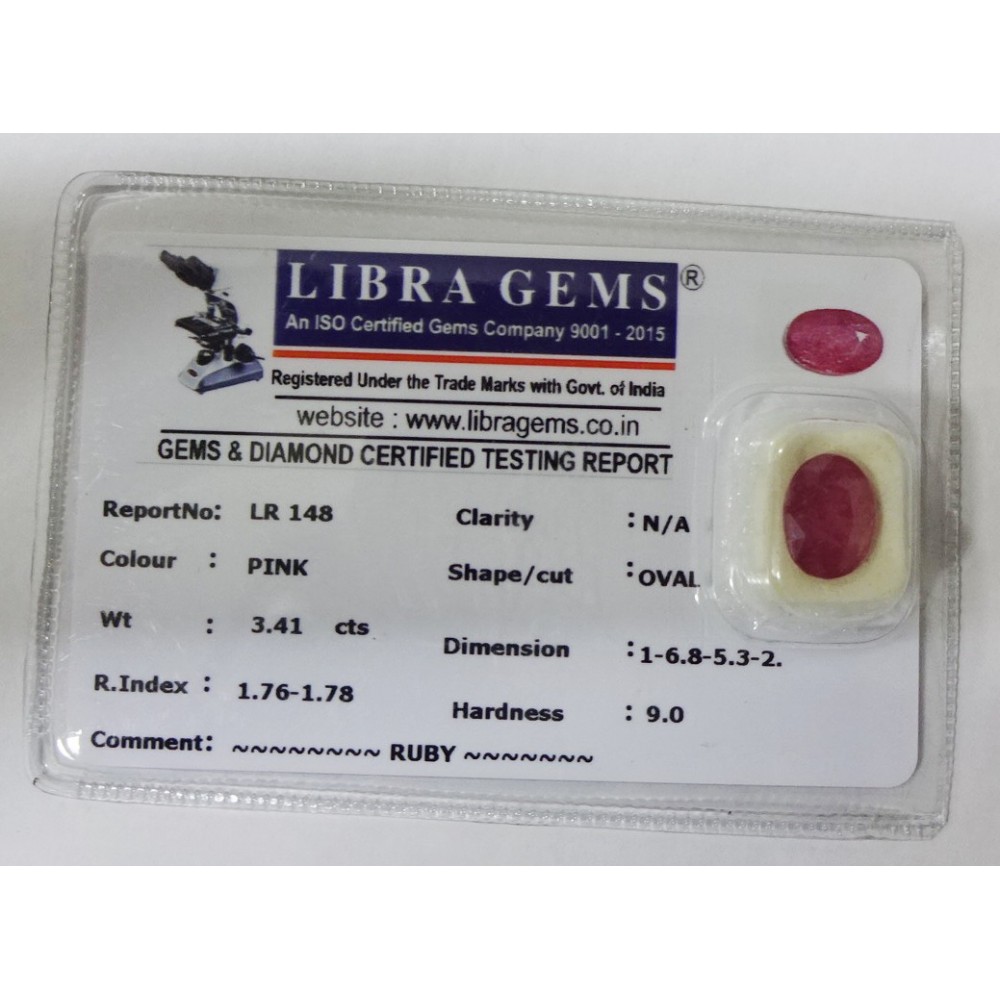 LIBRA GEMS ®
An ISO Certified Gems Company 9001 - 2015
Registered Under the Trade Marks with Govt. of India
website : www.libragems.co.in
GEMS & DIAMOND CERTIFIED TESTING REPORT
ReportNo: LR 148
Colour : PINK
Wt : 3.41 cts
R.Index : 1.76-1.78
Clarity : N/A
Shape/cut : OVAL
Dimension : 1-6.8-5.3-2.
Hardness : 9.0
Comment: ~~~~~~~~ RUBY ~~~~~~~